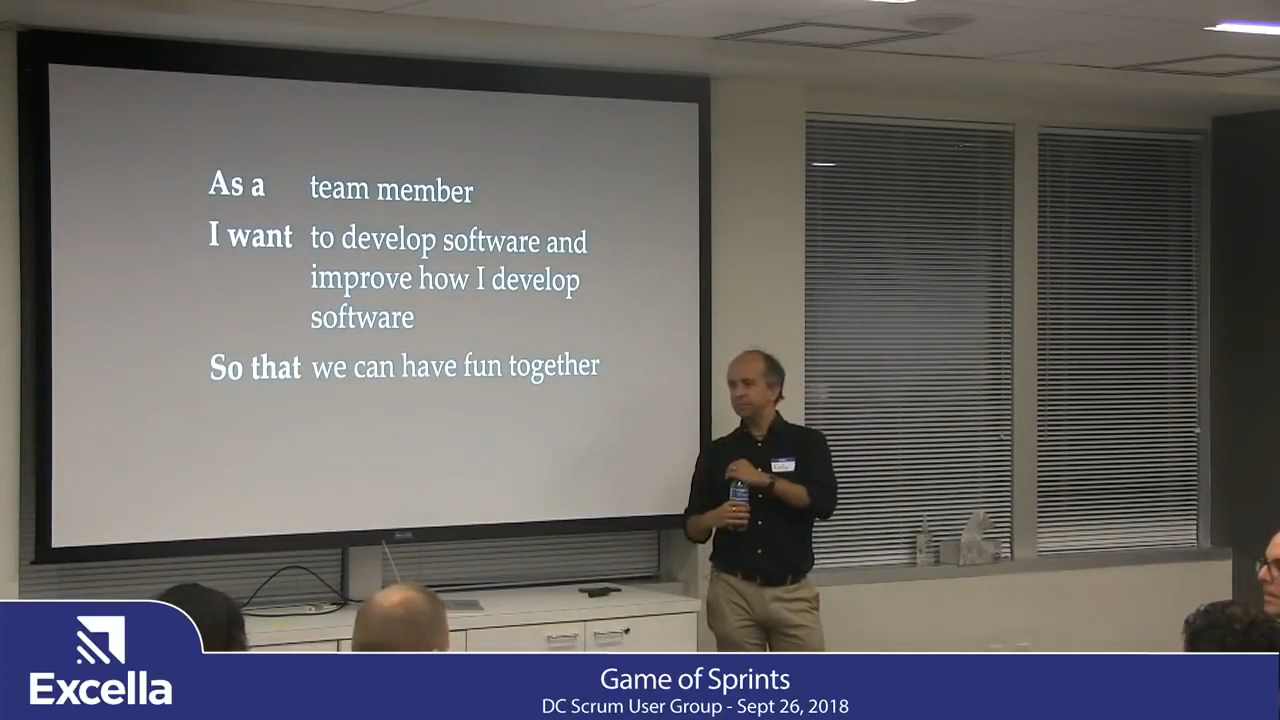 As a team member
I want to develop software and
improve how I develop
software
So that we can have fun together
Excella
Game of Sprints
DC Scrum User Group - Sept 26, 2018